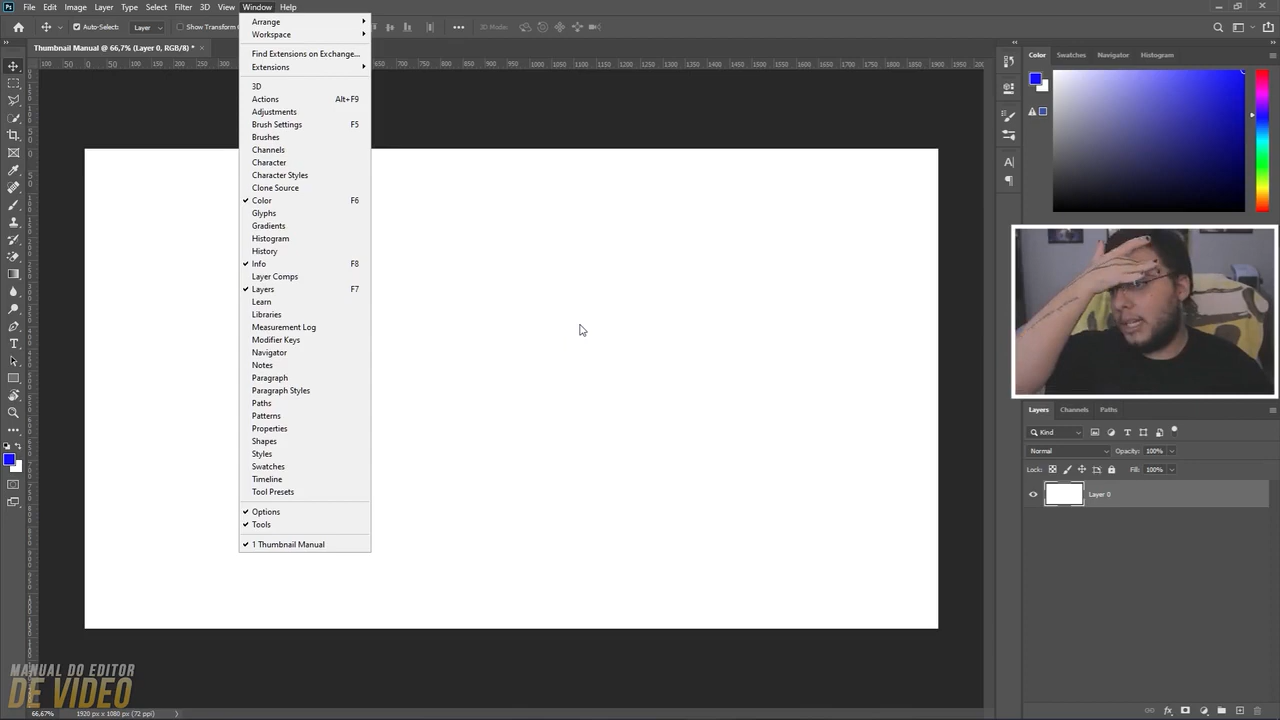 File Edit Image Layer Type Select Filter 3D View Window Help
Auto-Select: Layer Show Transform 3D Mode:
Thumbnail Manual @ 66,7% (Layer 0, RGB/8) *
Arrange
Workspace
Find Extensions on Exchange...
Extensions
3D
Actions Alt+F9
Adjustments
Brush Settings F5
Brushes
Channels
Character
Character Styles
Clone Source
Color F6
Glyphs
Gradients
Histogram
History
Info F8
Layer Comps
Layers F7
Learn
Libraries
Measurement Log
Modifier Keys
Navigator
Notes
Paragraph
Paragraph Styles
Paths
Patterns
Properties
Shapes
Styles
Swatches
Timeline
Tool Presets
Options
Tools
1 Thumbnail Manual
Color Swatches Navigator Histogram
Layers Channels Paths
Kind
Normal Opacity: 100%
Lock: Fill: 100%
Layer 0
MANUAL DO EDITOR
DE VIDEO
66,67% 1920 px x 1080 px (72 ppi)